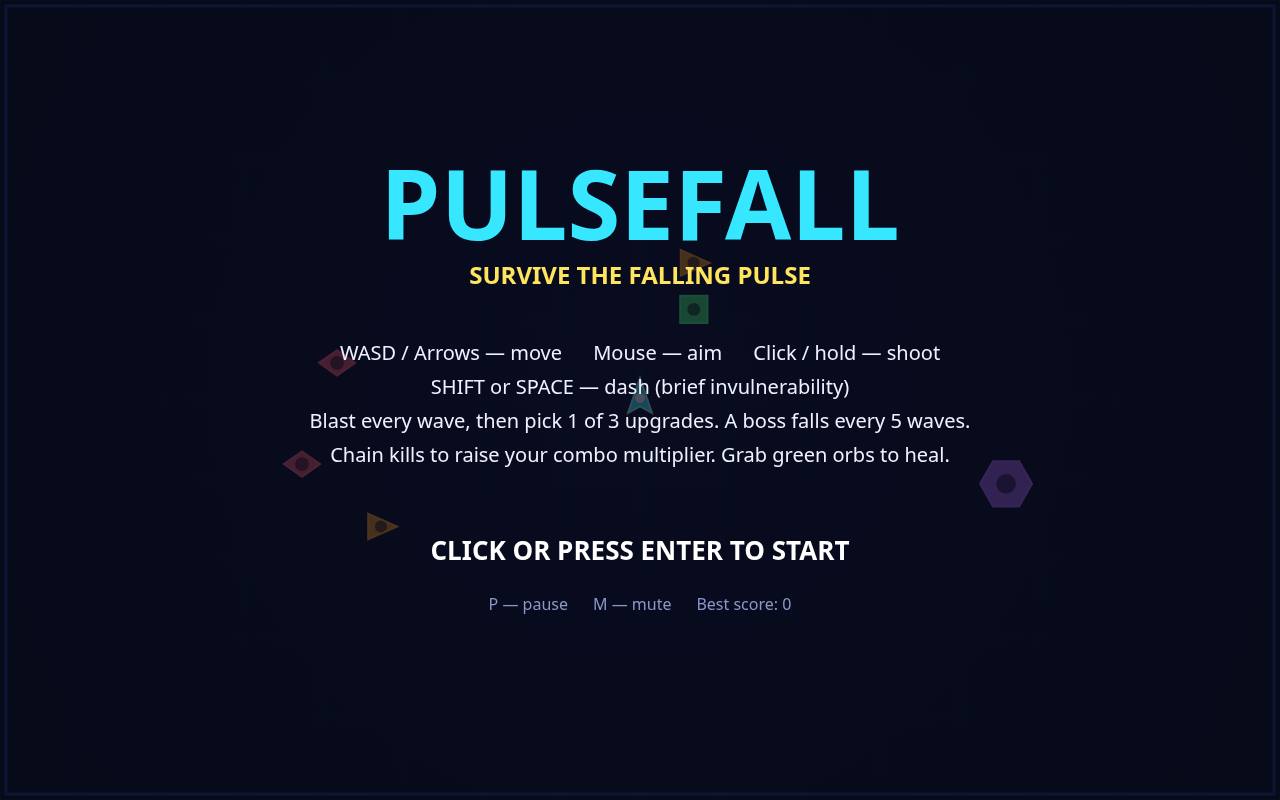 PULSEFALL
SURVIVE THE FALLING PULSE
WASD / Arrows — move Mouse — aim Click / hold — shoot
SHIFT or SPACE — dash (brief invulnerability)
Blast every wave, then pick 1 of 3 upgrades. A boss falls every 5 waves.
Chain kills to raise your combo multiplier. Grab green orbs to heal.
CLICK OR PRESS ENTER TO START
P — pause M — mute Best score: 0